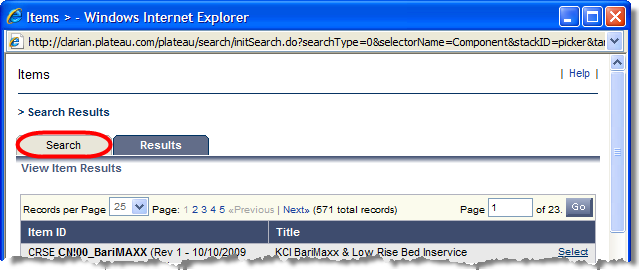 Items > - Windows Internet Explorer
http://clarian.plateau.com/plateau/search/initSearch.do?searchType=0&selectorName=Component&stackID=picker&tar
Items | Help |
> Search Results
Search Results
View Item Results
Records per Page 25 Page: 1 2 3 4 5 «Previous | Next» (571 total records) Page 1 of 23. Go
Item ID Title
CRSE CN!00_BariMAXX (Rev 1 - 10/10/2009 KCI BariMaxx & Low Rise Bed Inservice Select